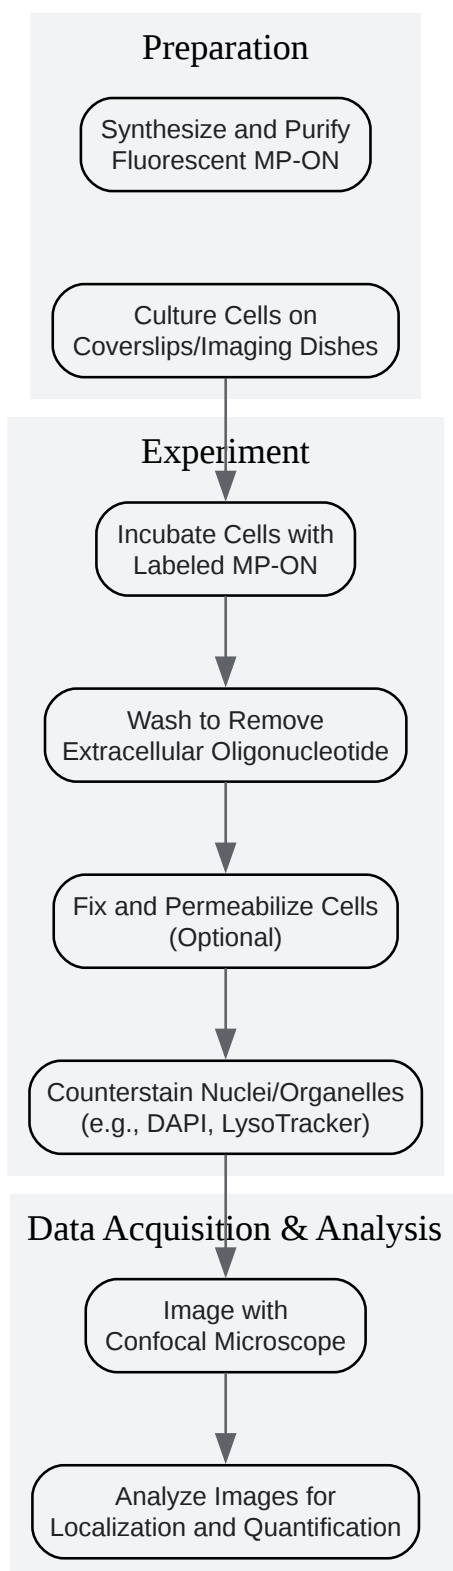 Preparation
Synthesize and Purify
Fluorescent MP-ON
Culture Cells on
Coverslips/Imaging Dishes
Experiment
Incubate Cells with
Labeled MP-ON
Wash to Remove
Extracellular Oligonucleotide
Fix and Permeabilize Cells
(Optional)
Counterstain Nuclei/Organelles
(e.g., DAPI, LysoTracker)
Data Acquisition & Analysis
Image with
Confocal Microscope
Analyze Images for
Localization and Quantification